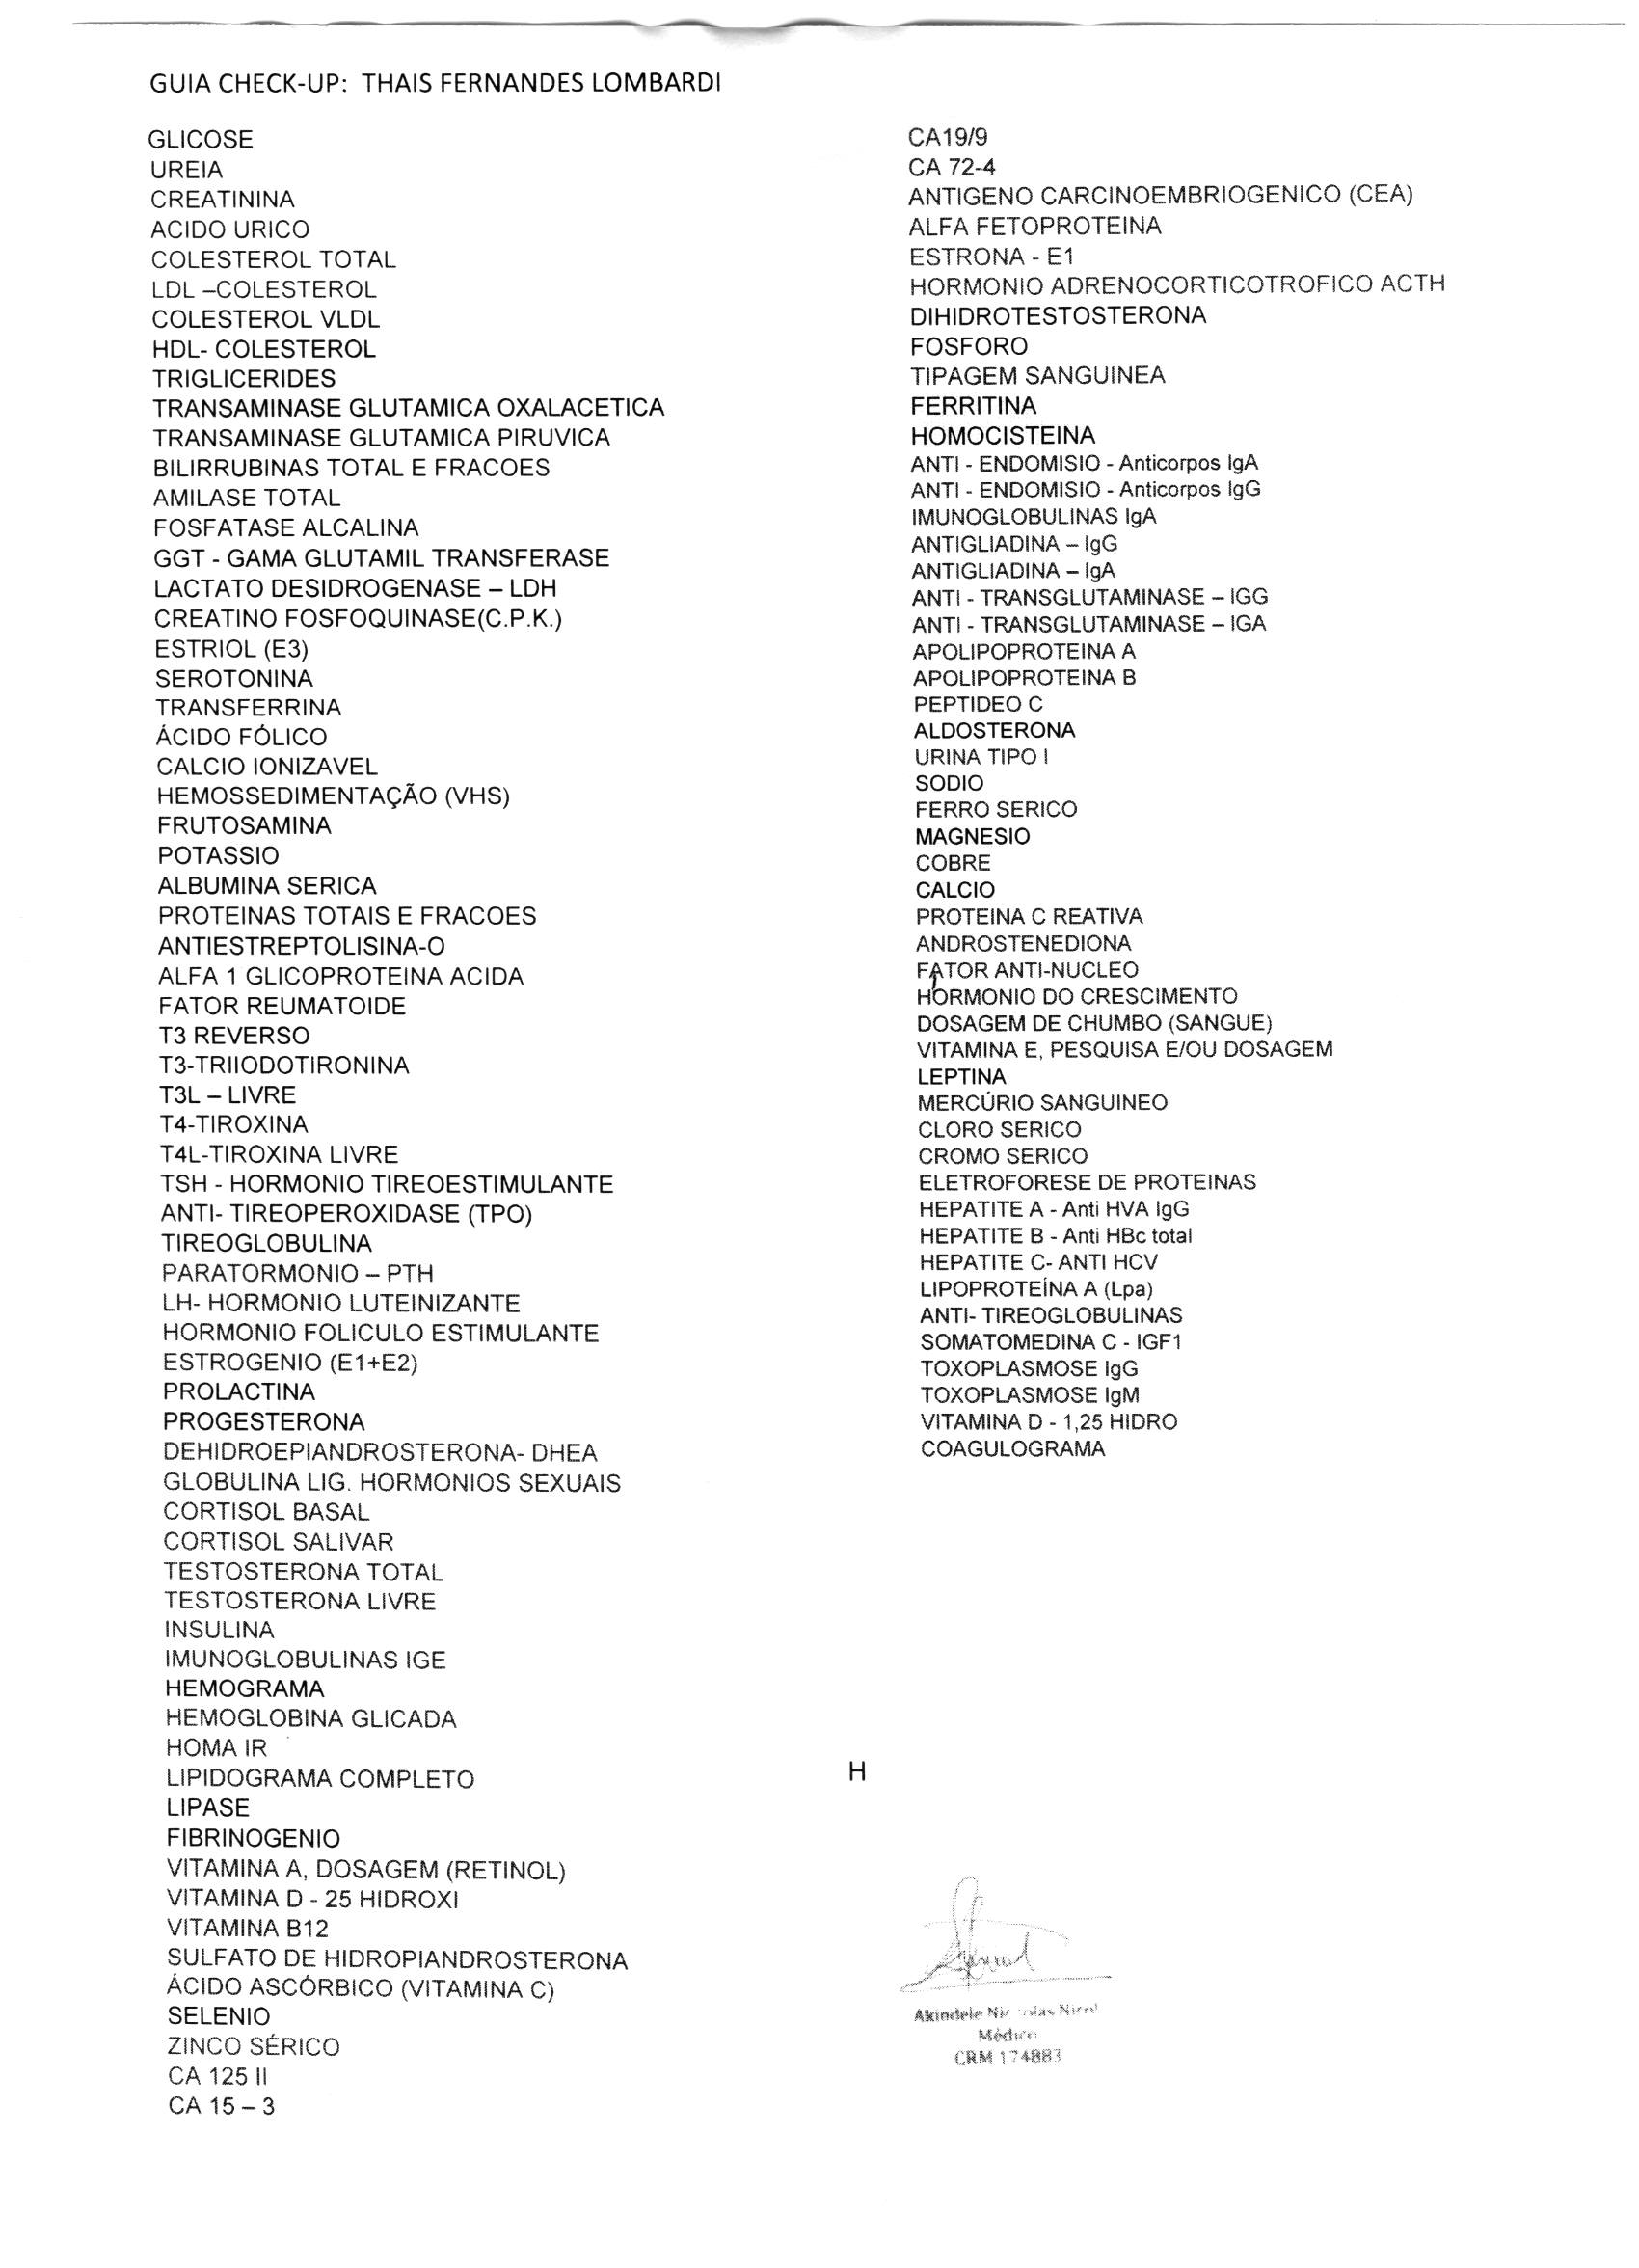 GUIA CHECK-UP: THAIS FERNANDES LOMBARDI
GLICOSE
UREIA
CREATININA
ACIDO URICO
COLESTEROL TOTAL
LDL –COLESTEROL
COLESTEROL VLDL
HDL- COLESTEROL
TRIGLICERIDES
TRANSAMINASE GLUTAMICA OXALACETICA
TRANSAMINASE GLUTAMICA PIRUVICA
BILIRRUBINAS TOTAL E FRACOES
AMILASE TOTAL
FOSFATASE ALCALINA
GGT - GAMA GLUTAMIL TRANSFERASE
LACTATO DESIDROGENASE – LDH
CREATINO FOSFOQUINASE(C.P.K.)
ESTRIOL (E3)
SEROTONINA
TRANSFERRINA
ÁCIDO FÓLICO
CALCIO IONIZAVEL
HEMOSSEDIMENTAÇÃO (VHS)
FRUTOSAMINA
POTASSIO
ALBUMINA SERICA
PROTEINAS TOTAIS E FRACOES
ANTIESTREPTOLISINA-O
ALFA 1 GLICOPROTEINA ACIDA
FATOR REUMATOIDE
T3 REVERSO
T3-TRIIODOTIRONINA
T3L – LIVRE
T4-TIROXINA
T4L-TIROXINA LIVRE
TSH - HORMONIO TIREOESTIMULANTE
ANTI- TIREOPEROXIDASE (TPO)
TIREOGLOBULINA
PARATORMONIO – PTH
LH- HORMONIO LUTEINIZANTE
HORMONIO FOLICULO ESTIMULANTE
ESTROGENIO (E1+E2)
PROLACTINA
PROGESTERONA
DEHIDROEPIANDROSTERONA- DHEA
GLOBULINA LIG. HORMONIOS SEXUAIS
CORTISOL BASAL
CORTISOL SALIVAR
TESTOSTERONA TOTAL
TESTOSTERONA LIVRE
INSULINA
IMUNOGLOBULINAS IGE
HEMOGRAMA
HEMOGLOBINA GLICADA
HOMA IR
LIPIDOGRAMA COMPLETO
LIPASE
FIBRINOGENIO
VITAMINA A, DOSAGEM (RETINOL)
VITAMINA D - 25 HIDROXI
VITAMINA B12
SULFATO DE HIDROPIANDROSTERONA
ÁCIDO ASCÓRBICO (VITAMINA C)
SELENIO
ZINCO SÉRICO
CA 125 II
CA 15 – 3
CA19/9
CA 72-4
ANTIGENO CARCINOEMBRIOGENICO (CEA)
ALFA FETOPROTEINA
ESTRONA - E1
HORMONIO ADRENOCORTICOTROFICO ACTH
DIHIDROTESTOSTERONA
FOSFORO
TIPAGEM SANGUINEA
FERRITINA
HOMOCISTEINA
ANTI - ENDOMISIO - Anticorpos IgA
ANTI - ENDOMISIO - Anticorpos IgG
IMUNOGLOBULINAS IgA
ANTIGLIADINA – IgG
ANTIGLIADINA – IgA
ANTI - TRANSGLUTAMINASE – IGG
ANTI - TRANSGLUTAMINASE – IGA
APOLIPOPROTEINA A
APOLIPOPROTEINA B
PEPTIDEO C
ALDOSTERONA
URINA TIPO I
SODIO
FERRO SERICO
MAGNESIO
COBRE
CALCIO
PROTEINA C REATIVA
ANDROSTENEDIONA
FATOR ANTI-NUCLEO
HORMONIO DO CRESCIMENTO
DOSAGEM DE CHUMBO (SANGUE)
VITAMINA E, PESQUISA E/OU DOSAGEM
LEPTINA
MERCÚRIO SANGUINEO
CLORO SERICO
CROMO SERICO
ELETROFORESE DE PROTEINAS
HEPATITE A - Anti HVA IgG
HEPATITE B - Anti HBc total
HEPATITE C- ANTI HCV
LIPOPROTEÍNA A (Lpa)
ANTI- TIREOGLOBULINAS
SOMATOMEDINA C - IGF1
TOXOPLASMOSE IgG
TOXOPLASMOSE IgM
VITAMINA D - 1,25 HIDRO
COAGULOGRAMA
H
Akindele Nicholas Nicol
Médico
CRM 174883